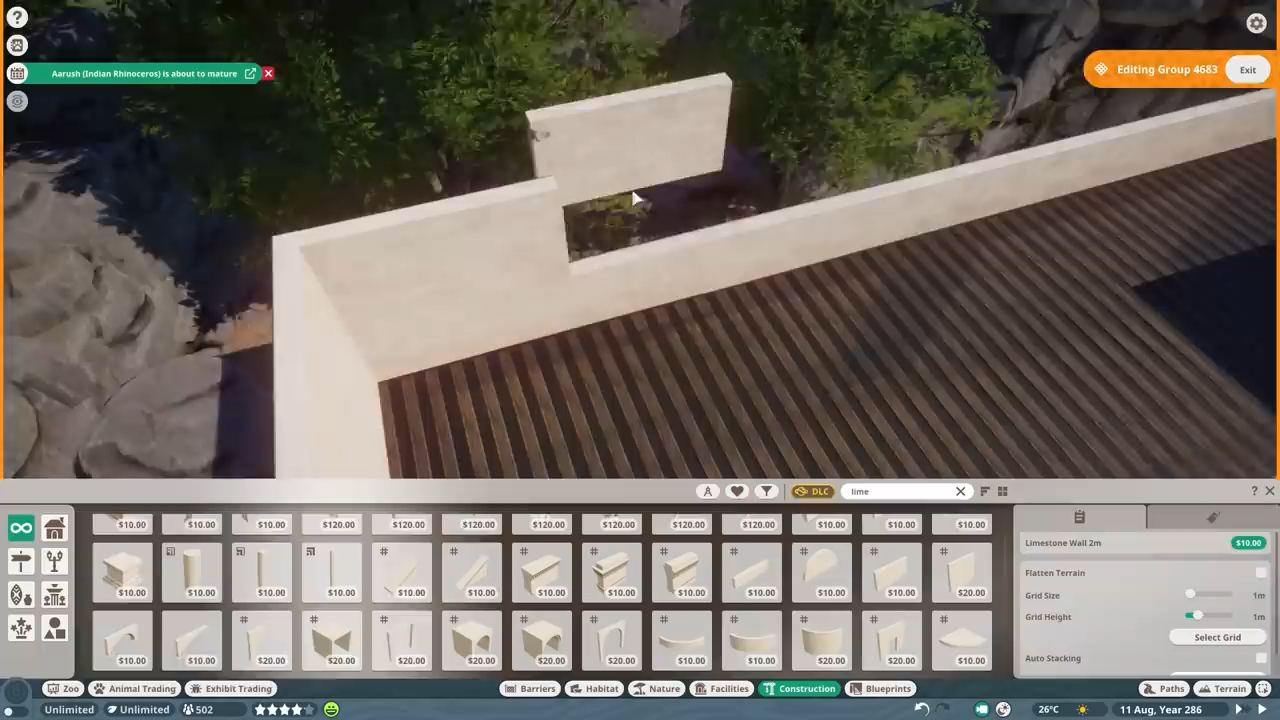 ?
Aarush (Indian Rhinoceros) is about to mature
Editing Group 4683
Exit
DLC
lime
?
$10.00 $10.00 $10.00 $120.00 $120.00 $120.00 $120.00 $120.00 $120.00 $120.00 $10.00 $10.00 $10.00
$10.00 $10.00 $10.00 $10.00 $10.00 $10.00 $10.00 $10.00 $10.00 $10.00 $10.00 $10.00 $20.00
$10.00 $10.00 $20.00 $20.00 $20.00 $20.00 $20.00 $20.00 $10.00 $10.00 $20.00 $20.00 $10.00
Limestone Wall 2m $10.00
Flatten Terrain
Grid Size 1m
Grid Height 1m
Select Grid
Auto Stacking
Zoo Animal Trading Exhibit Trading Barriers Habitat Nature Facilities Construction Blueprints Paths Terrain
Unlimited Unlimited 502 26°C 11 Aug, Year 286